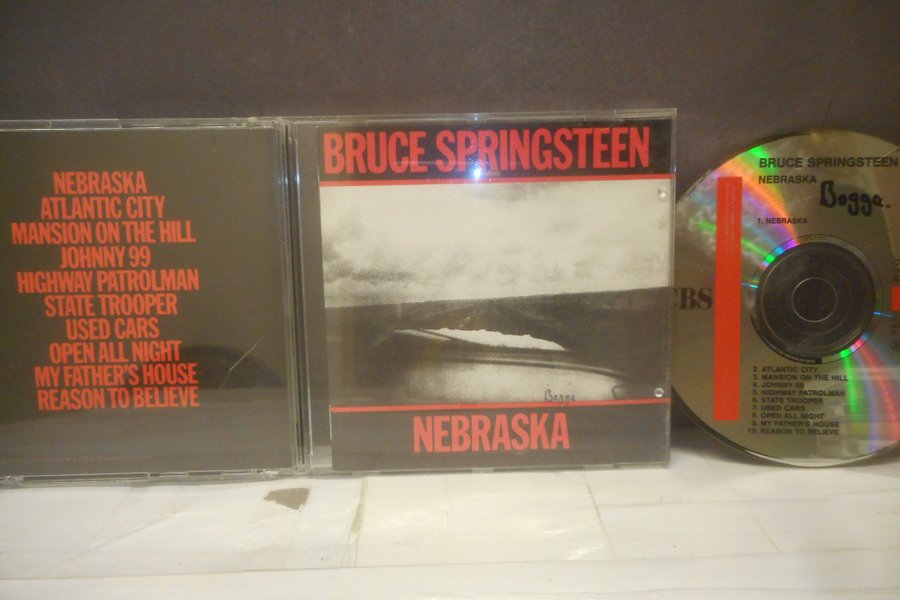 NEBRASKA
ATLANTIC CITY
MANSION ON THE HILL
JOHNNY 99
HIGHWAY PATROLMAN
STATE TROOPER
USED CARS
OPEN ALL NIGHT
MY FATHER'S HOUSE
REASON TO BELIEVE
BRUCE SPRINGSTEEN
Bogga
NEBRASKA
BRUCE SPRINGSTEEN
NEBRASKA
Bogga.
1. NEBRASKA
CBS
2. ATLANTIC CITY
3. MANSION ON THE HILL
4. JOHNNY 99
5. HIGHWAY PATROLMAN
6. STATE TROOPER
7. USED CARS
8. OPEN ALL NIGHT
9. MY FATHER'S HOUSE
10. REASON TO BELIEVE